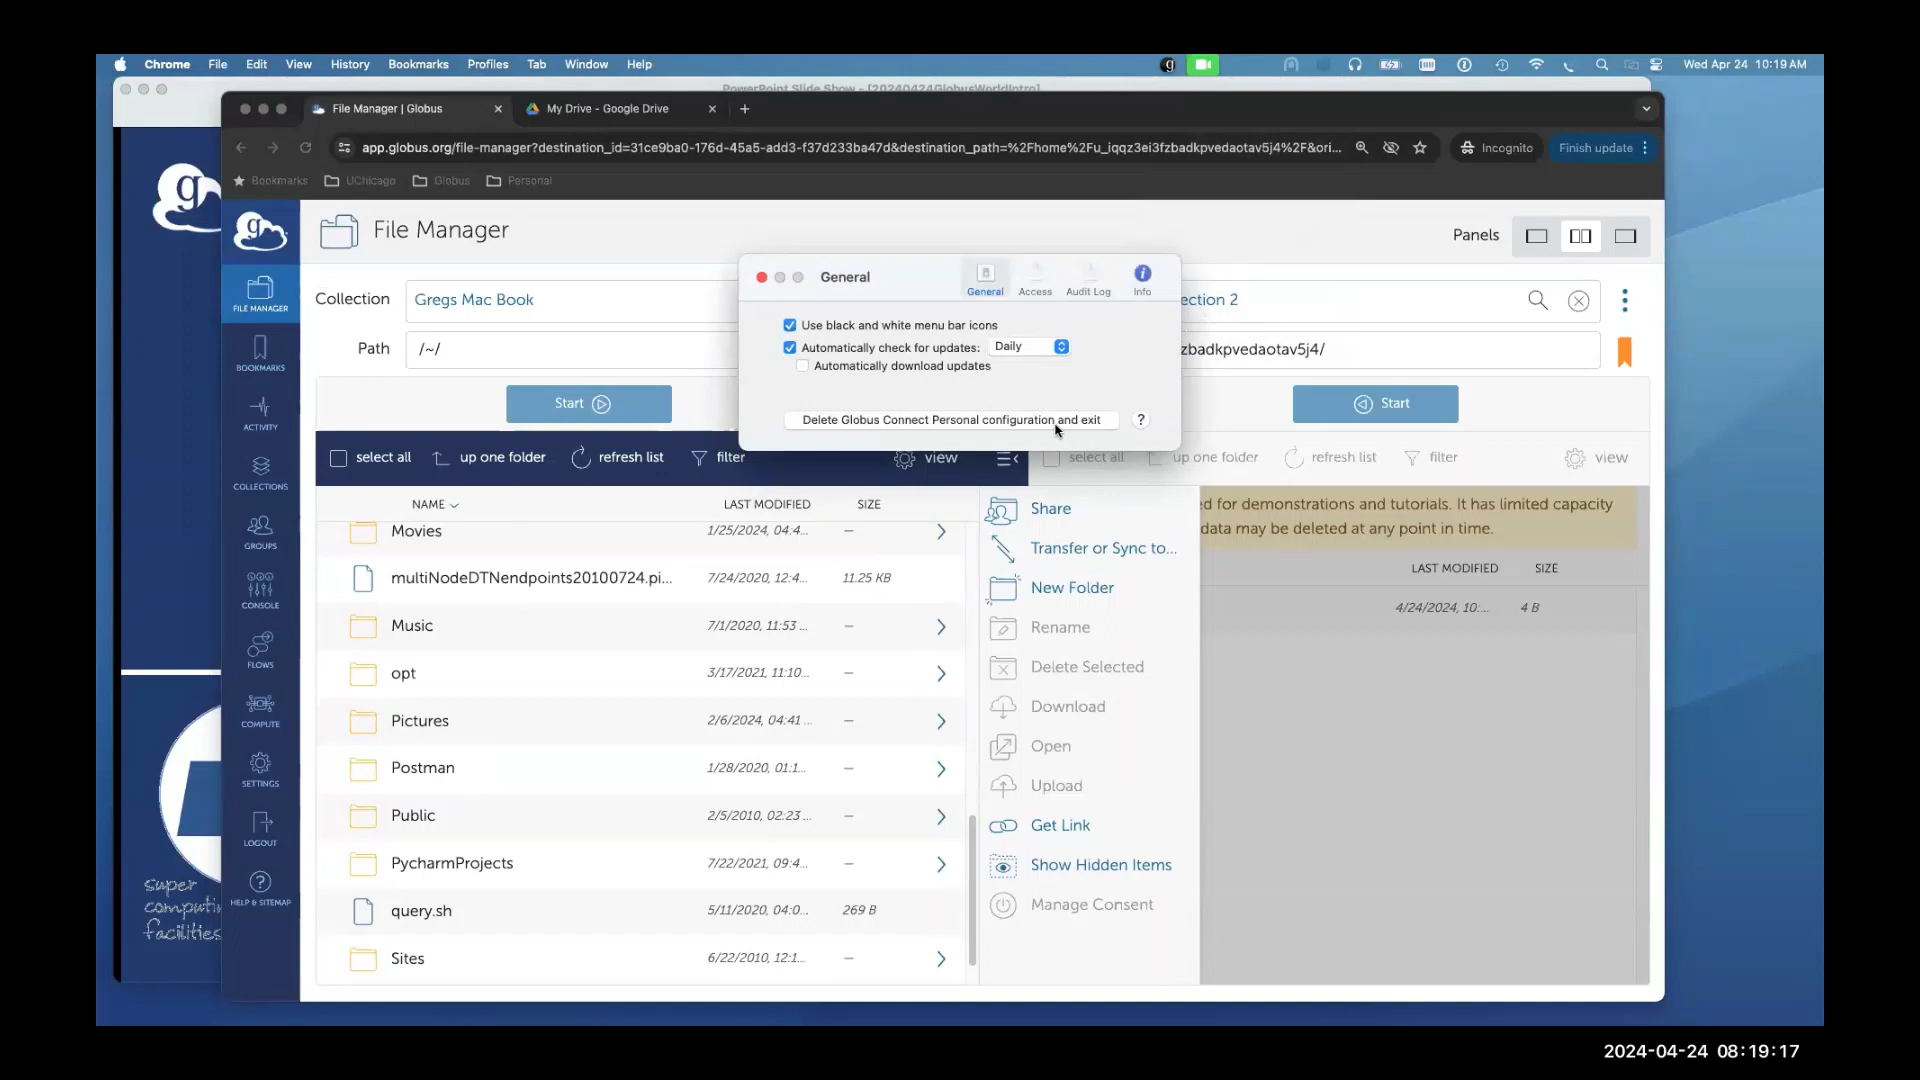 Chrome File Edit View History Bookmarks Profiles Tab Window Help
Wed Apr 24 10:19 AM
PowerPoint Slide Show - [20240424GlobusWorldIntro]
File Manager | Globus
My Drive - Google Drive
app.globus.org/file-manager?destination_id=31ce9ba0-176d-45a5-add3-f37d233ba47d&destination_path=%2Fhome%2Fu_iqqz3ei3fzbadkpvedaotav5j4%2F&ori...
Incognito
Finish update
Bookmarks UChicago Globus Personal
File Manager
Panels
FILE MANAGER
BOOKMARKS
ACTIVITY
COLLECTIONS
GROUPS
CONSOLE
FLOWS
COMPUTE
SETTINGS
LOGOUT
HELP & SITEMAP
Collection Gregs Mac Book
ection 2
Path /~/
zbadkpvedaotav5j4/
Start
Start
General
General Access Audit Log Info
Use black and white menu bar icons
Automatically check for updates: Daily
Automatically download updates
Delete Globus Connect Personal configuration and exit ?
select all up one folder refresh list filter view
select all up one folder refresh list filter view
NAME LAST MODIFIED SIZE
Movies 1/25/2024, 04:4... —
multiNodeDTNendpoints20100724.pi... 7/24/2020, 12:4... 11.25 KB
Music 7/1/2020, 11:53 ... —
opt 3/17/2021, 11:10... —
Pictures 2/6/2024, 04:41 ... —
Postman 1/28/2020, 01:1... —
Public 2/5/2010, 02:23 ... —
PycharmProjects 7/22/2021, 09:4... —
query.sh 5/11/2020, 04:0... 269 B
Sites 6/22/2010, 12:1... —
Share
Transfer or Sync to...
New Folder
Rename
Delete Selected
Download
Open
Upload
Get Link
Show Hidden Items
Manage Consent
ed for demonstrations and tutorials. It has limited capacity
data may be deleted at any point in time.
LAST MODIFIED SIZE
4/24/2024, 10:... 4 B
super
computi
facilities
2024-04-24 08:19:17